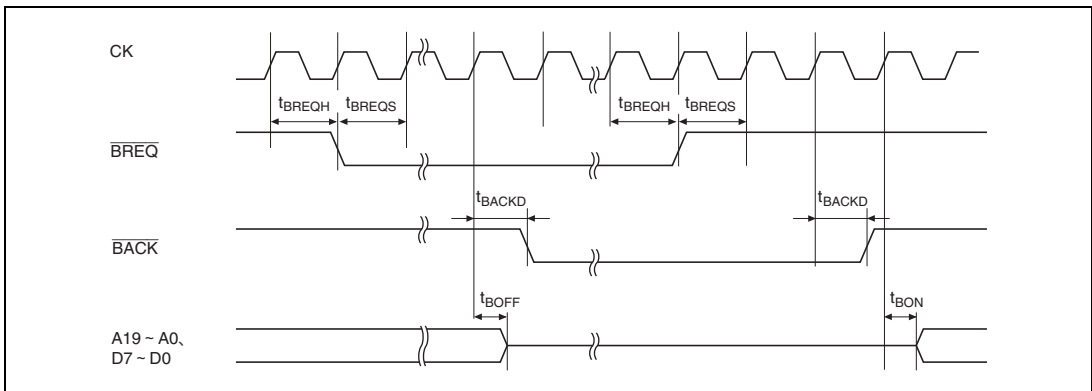 CK
tBREQH tBREQS tBREQH tBREQS
BREQ
tBACKD tBACKD
BACK
tBOFF tBON
A19 ~ A0、
D7 ~ D0